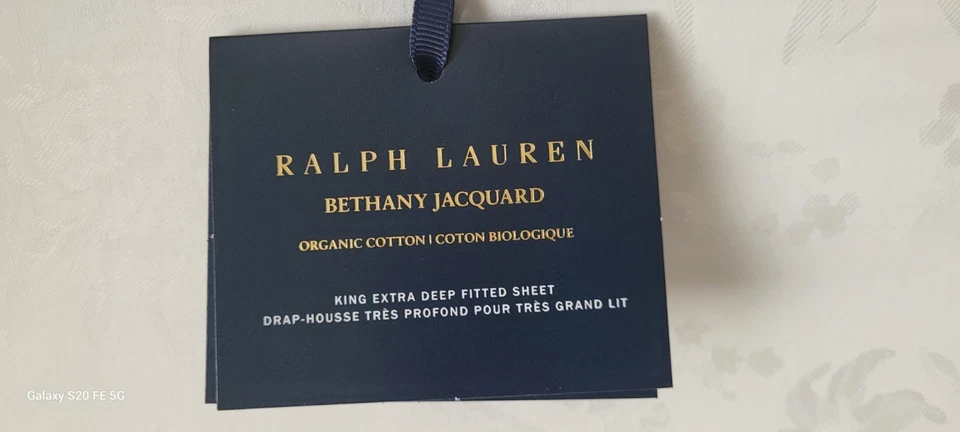 RALPH LAUREN
BETHANY JACQUARD
ORGANIC COTTON | COTON BIOLOGIQUE
KING EXTRA DEEP FITTED SHEET
DRAP-HOUSSE TRÈS PROFOND POUR TRÈS GRAND LIT
Galaxy S20 FE 5G